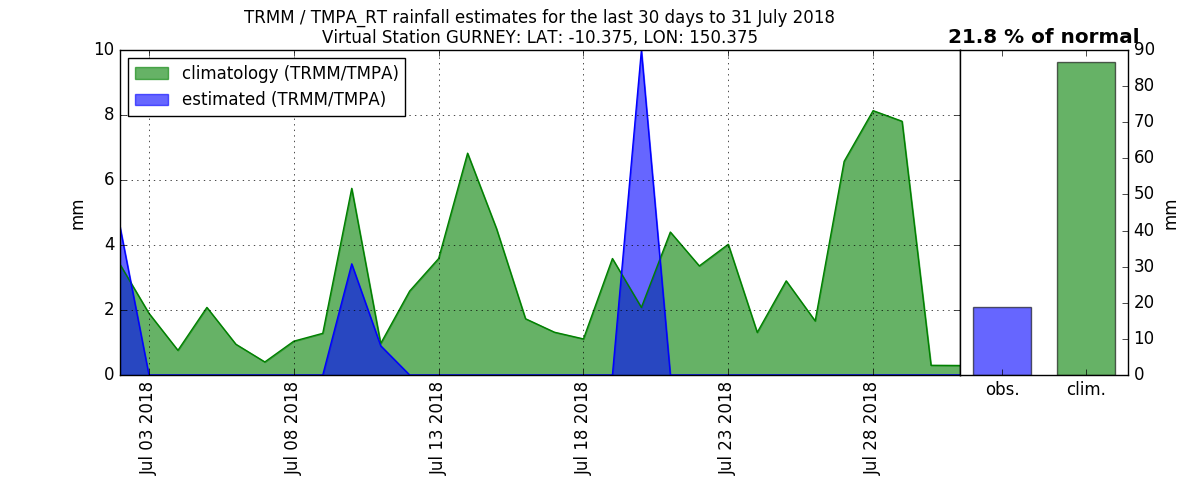 TRMM / TMPA_RT rainfall estimates for the last 30 days to 31 July 2018
Virtual Station GURNEY: LAT: -10.375, LON: 150.375
21.8 % of normal
climatology (TRMM/TMPA)
estimated (TRMM/TMPA)
10
8
6
4
2
0
mm
Jul 03 2018
Jul 08 2018
Jul 13 2018
Jul 18 2018
Jul 23 2018
Jul 28 2018
90
80
70
60
50
40
30
20
10
0
mm
obs.
clim.